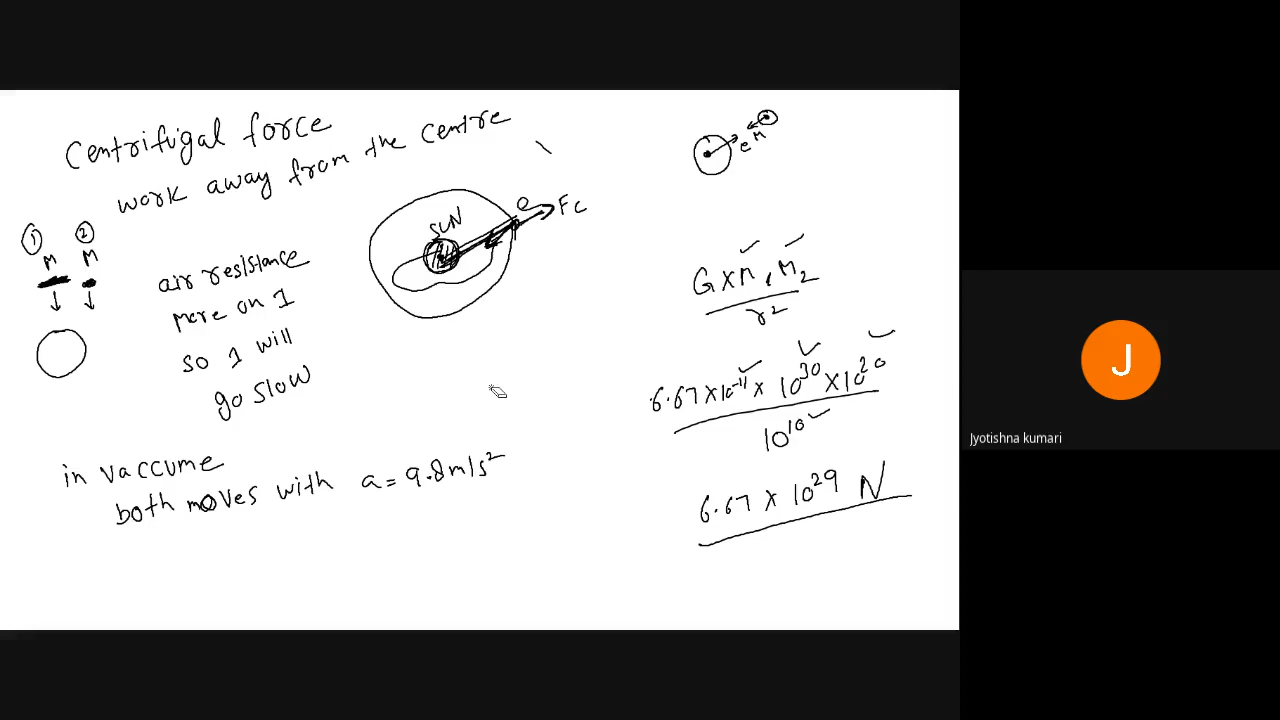 Centrifigal force
work away from the centre
① ②
M M
air resistance
more on 1
so 1 will
go slow
SUN
e
Fc
in vaccume
both moves with a = 9.8 m/s²
e M
G × M₁ M₂
r²
6.67 × 10⁻¹¹ × 10³⁰ × 10²⁰
10¹⁰
6.67 × 10²⁹ N
J
Jyotishna kumari